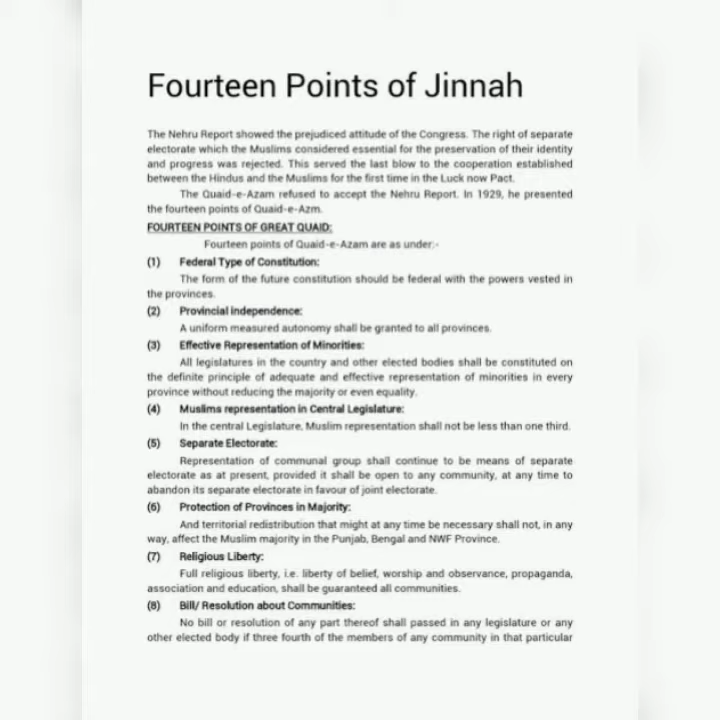 Fourteen Points of Jinnah
The Nehru Report showed the prejudiced attitude of the Congress. The right of separate
electorate which the Muslims considered essential for the preservation of their identity
and progress was rejected. This served the last blow to the cooperation established
between the Hindus and the Muslims for the first time in the Luck now Pact.
The Quaid-e-Azam refused to accept the Nehru Report. In 1929, he presented
the fourteen points of Quaid-e-Azm.
FOURTEEN POINTS OF GREAT QUAID:
Fourteen points of Quaid-e-Azam are as under:-
(1) Federal Type of Constitution:
The form of the future constitution should be federal with the powers vested in
the provinces.
(2) Provincial independence:
A uniform measured autonomy shall be granted to all provinces.
(3) Effective Representation of Minorities:
All legislatures in the country and other elected bodies shall be constituted on
the definite principle of adequate and effective representation of minorities in every
province without reducing the majority or even equality.
(4) Muslims representation in Central Legislature:
In the central Legislature, Muslim representation shall not be less than one third.
(5) Separate Electorate:
Representation of communal group shall continue to be means of separate
electorate as at present, provided it shall be open to any community, at any time to
abandon its separate electorate in favour of joint electorate.
(6) Protection of Provinces in Majority:
And territorial redistribution that might at any time be necessary shall not, in any
way, affect the Muslim majority in the Punjab, Bengal and NWF Province.
(7) Religious Liberty:
Full religious liberty, i.e. liberty of belief, worship and observance, propaganda,
association and education, shall be guaranteed all communities.
(8) Bill/ Resolution about Communities:
No bill or resolution of any part thereof shall passed in any legislature or any
other elected body if three fourth of the members of any community in that particular